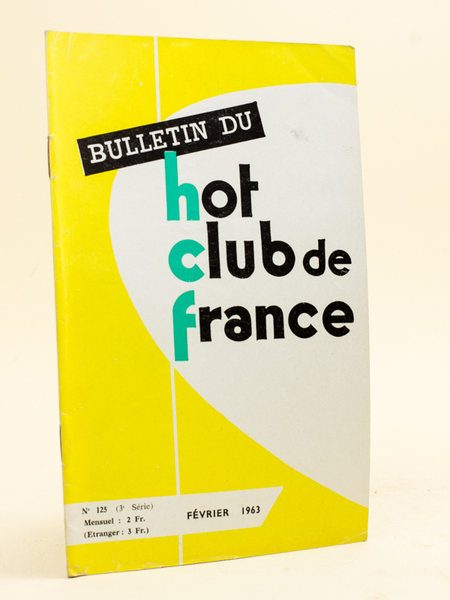 BULLETIN DU
hot
club de
france
N° 125 (3e Série)
Mensuel : 2 Fr.
(Etranger : 3 Fr.)
FÉVRIER 1963